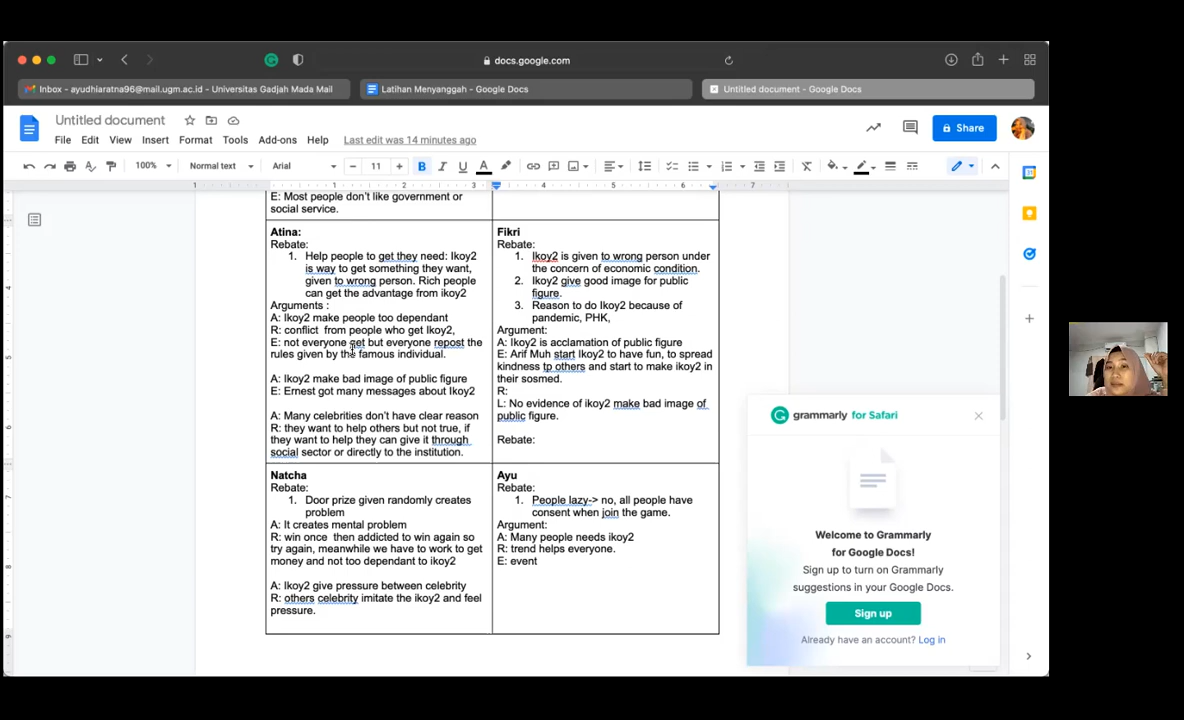 docs.google.com
Inbox - ayudhiaratna96@mail.ugm.ac.id - Universitas Gadjah Mada Mail
Latihan Menyanggah - Google Docs
Untitled document - Google Docs
Untitled document
File Edit View Insert Format Tools Add-ons Help Last edit was 14 minutes ago
Share
100% Normal text Arial 11 B I U A
1 1 2 3 4 5 6 7
E: Most people don't like government or
social service.
Atina:
Rebate:
1. Help people to get they need: Ikoy2
is way to get something they want,
given to wrong person. Rich people
can get the advantage from ikoy2
Arguments :
A: Ikoy2 make people too dependant
R: conflict from people who get Ikoy2,
E: not everyone get but everyone repost the
rules given by the famous individual.
A: Ikoy2 make bad image of public figure
E: Ernest got many messages about Ikoy2
A: Many celebrities don't have clear reason
R: they want to help others but not true, if
they want to help they can give it through
social sector or directly to the institution.
Fikri
Rebate:
1. Ikoy2 is given to wrong person under
the concern of economic condition.
2. Ikoy2 give good image for public
figure.
3. Reason to do Ikoy2 because of
pandemic, PHK,
Argument:
A: Ikoy2 is acclamation of public figure
E: Arif Muh start Ikoy2 to have fun, to spread
kindness tp others and start to make ikoy2 in
their sosmed.
R:
L: No evidence of ikoy2 make bad image of
public figure.
Rebate:
Natcha
Rebate:
1. Door prize given randomly creates
problem
A: It creates mental problem
R: win once then addicted to win again so
try again, meanwhile we have to work to get
money and not too dependant to ikoy2
A: Ikoy2 give pressure between celebrity
R: others celebrity imitate the ikoy2 and feel
pressure.
Ayu
Rebate:
1. People lazy-> no, all people have
consent when join the game.
Argument:
A: Many people needs ikoy2
R: trend helps everyone.
E: event
grammarly for Safari
Welcome to Grammarly
for Google Docs!
Sign up to turn on Grammarly
suggestions in your Google Docs.
Sign up
Already have an account? Log in
5
6
7
8
9